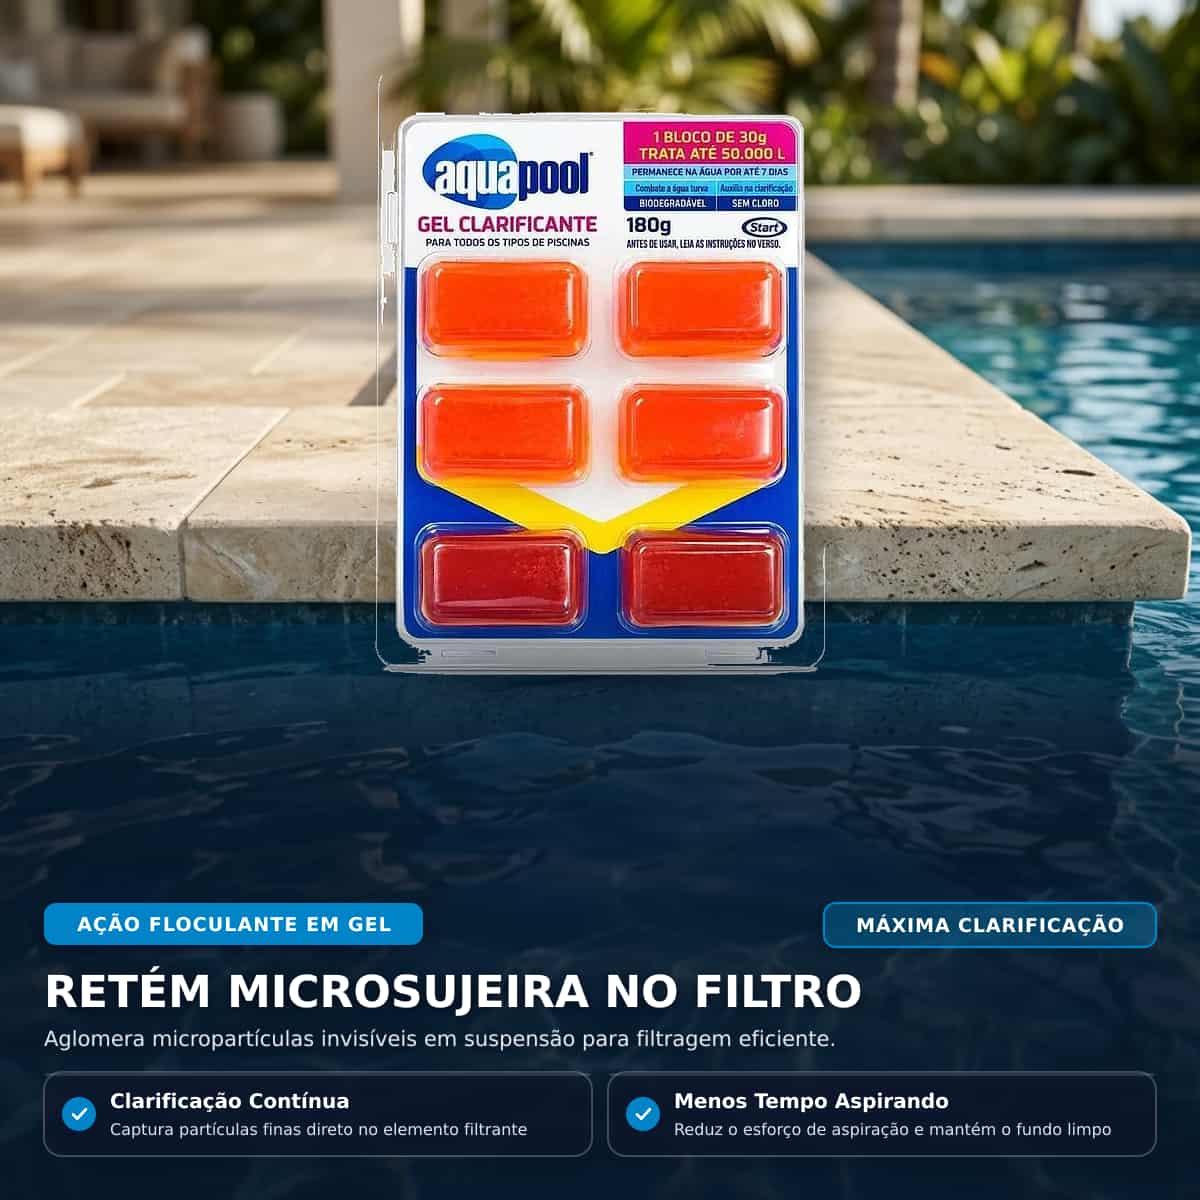 aquapool
GEL CLARIFICANTE
PARA TODOS OS TIPOS DE PISCINAS
1 BLOCO DE 30g
TRATA ATÉ 50.000 L
PERMANECE NA ÁGUA POR ATÉ 7 DIAS
Combate a água turva
Auxilia na clarificação
BIODEGRADÁVEL
SEM CLORO
180g
Start
ANTES DE USAR, LEIA AS INSTRUÇÕES NO VERSO.
AÇÃO FLOCULANTE EM GEL
MÁXIMA CLARIFICAÇÃO
RETÉM MICROSUJEIRA NO FILTRO
Aglomera micropartículas invisíveis em suspensão para filtragem eficiente.
Clarificação Contínua
Captura partículas finas direto no elemento filtrante
Menos Tempo Aspirando
Reduz o esforço de aspiração e mantém o fundo limpo